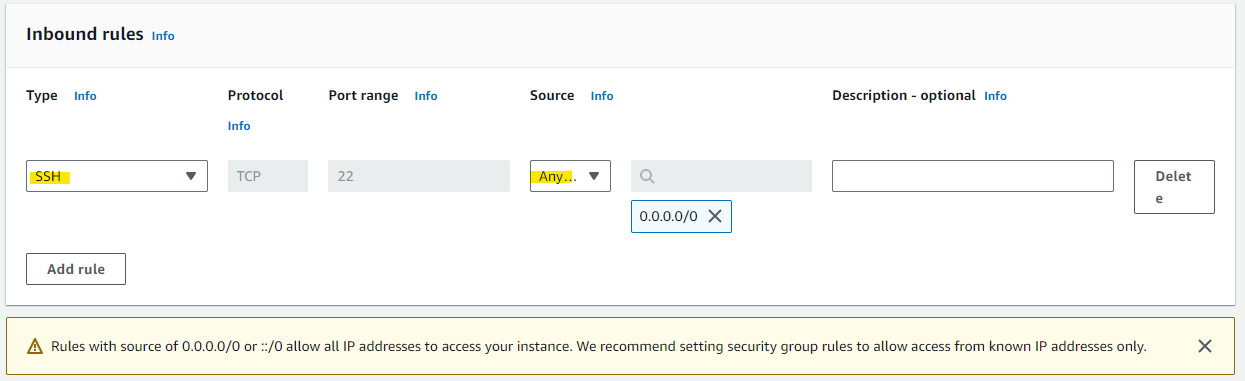 Inbound rules Info
Type Info Protocol Port range Info Source Info Description - optional Info
Info
SSH TCP 22 Any... Delet
e
0.0.0.0/0
Add rule
Rules with source of 0.0.0.0/0 or ::/0 allow all IP addresses to access your instance. We recommend setting security group rules to allow access from known IP addresses only.